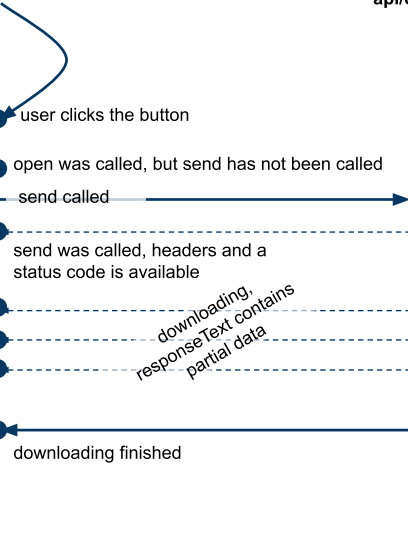 user clicks the button
open was called, but send has not been called
send called
send was called, headers and a
status code is available
downloading,
responseText contains
partial data
downloading finished